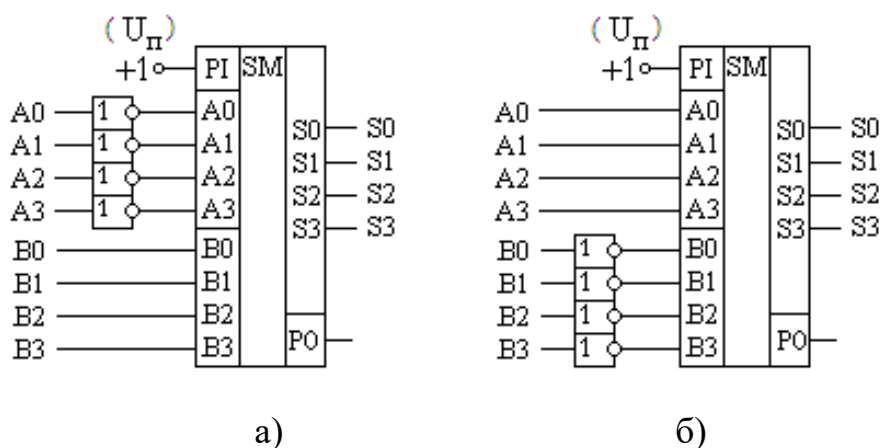 (Uп) (Uп)
+1 PI SM +1 PI SM
A0 1 A0 A0 A0
S0 S0 S0 S0
A1 1 A1 A1 A1
S1 S1 S1 S1
A2 1 A2 A2 A2
S2 S2 S2 S2
A3 1 A3 A3 A3
S3 S3 S3 S3
B0 B0 B0 1 B0
B1 B1 B1 1 B1
B2 B2 B2 1 B2
B3 B3 PO B3 1 B3 PO
а) б)